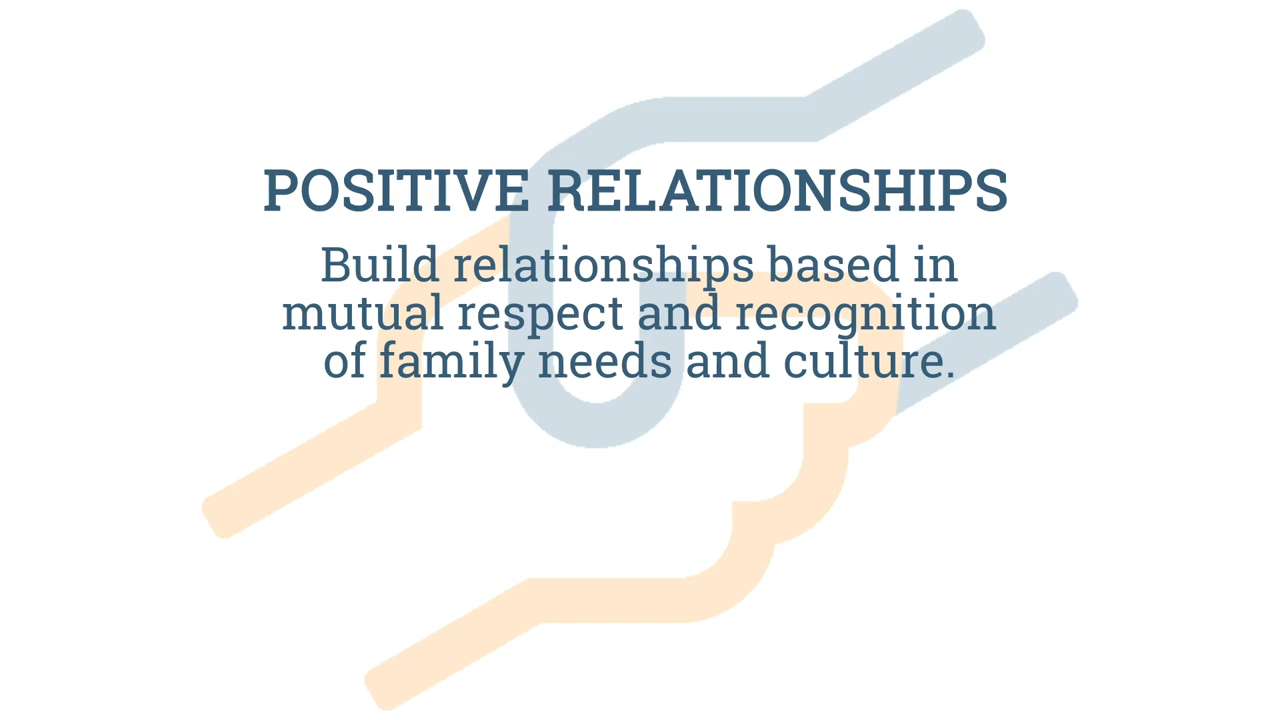 POSITIVE RELATIONSHIPS
Build relationships based in
mutual respect and recognition
of family needs and culture.